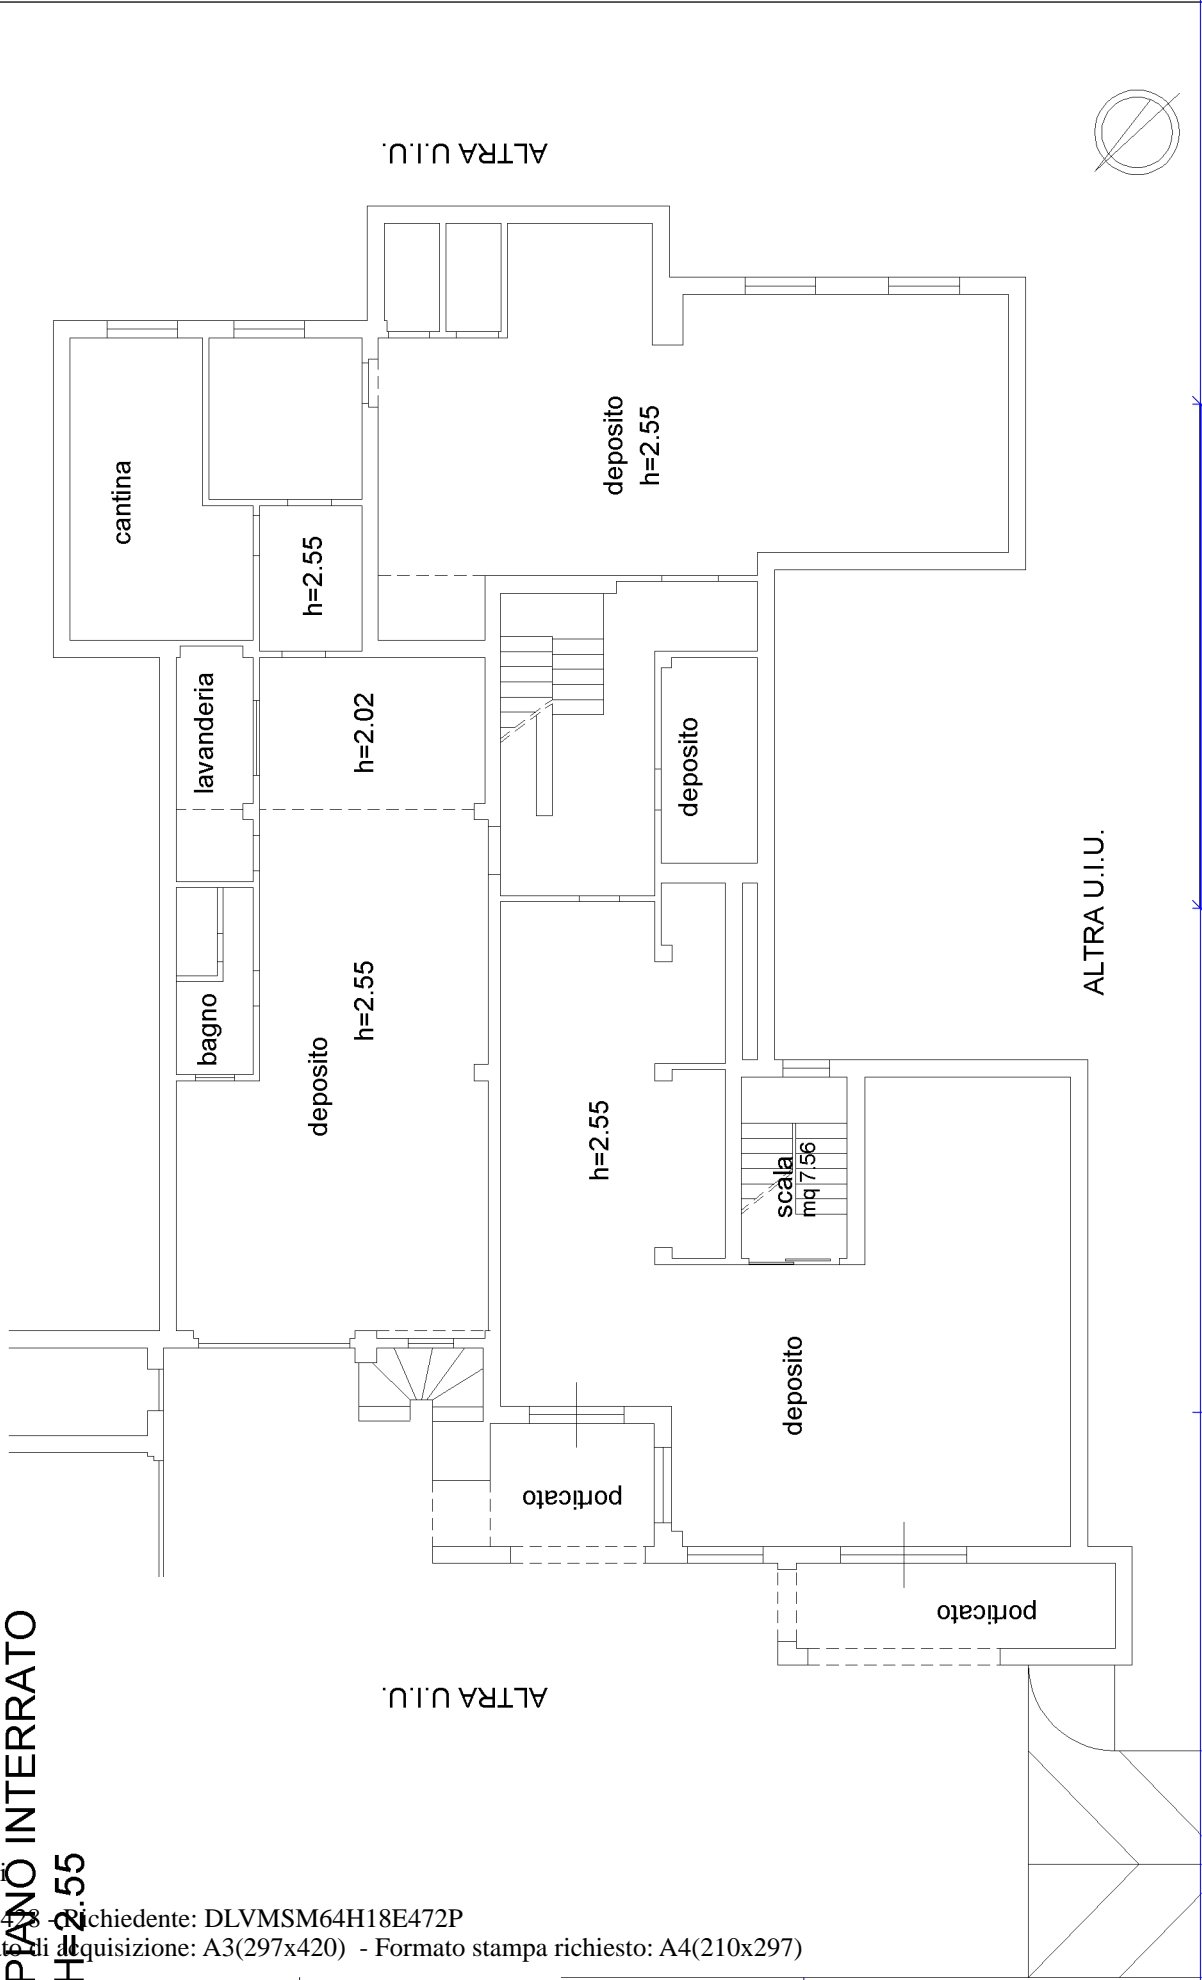 ALTRA U.I.U.
cantina
deposito
h=2.55
h=2.55
lavanderia
h=2.02
deposito
bagno
deposito
h=2.55
ALTRA U.I.U.
h=2.55
scala
mq 7.56
deposito
porticato
porticato
ALTRA U.I.U.
PIANO INTERRATO
H=2.55
i
428 - Richiedente: DLVMSM64H18E472P
to di acquisizione: A3(297x420) - Formato stampa richiesto: A4(210x297)